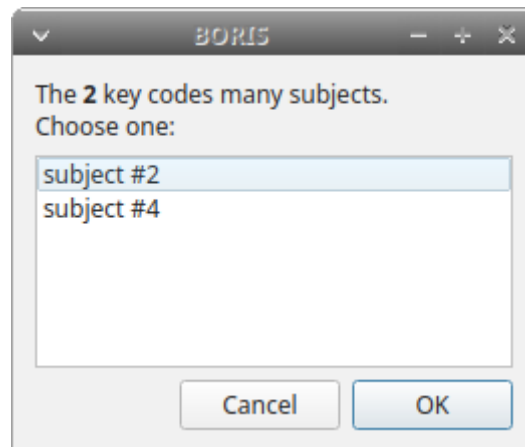 BORIS
The 2 key codes many subjects.
Choose one:
subject #2
subject #4
Cancel OK